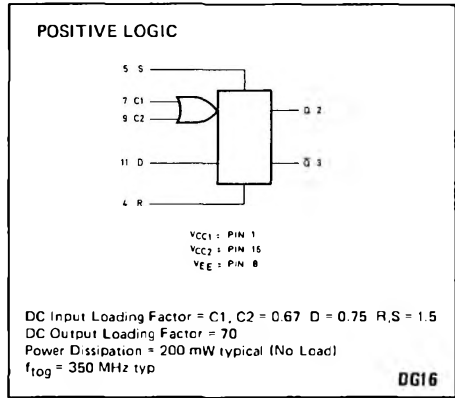 POSITIVE LOGIC
5 S
7 C1
9 C2
Q 2
11 D
Q̅ 3
4 R
VCC1 = PIN 1
VCC2 = PIN 16
VEE = PIN 8
DC Input Loading Factor = C1, C2 = 0.67 D = 0.75 R,S = 1.5
DC Output Loading Factor = 70
Power Dissipation = 200 mW typical (No Load)
ftog = 350 MHz typ
DG16